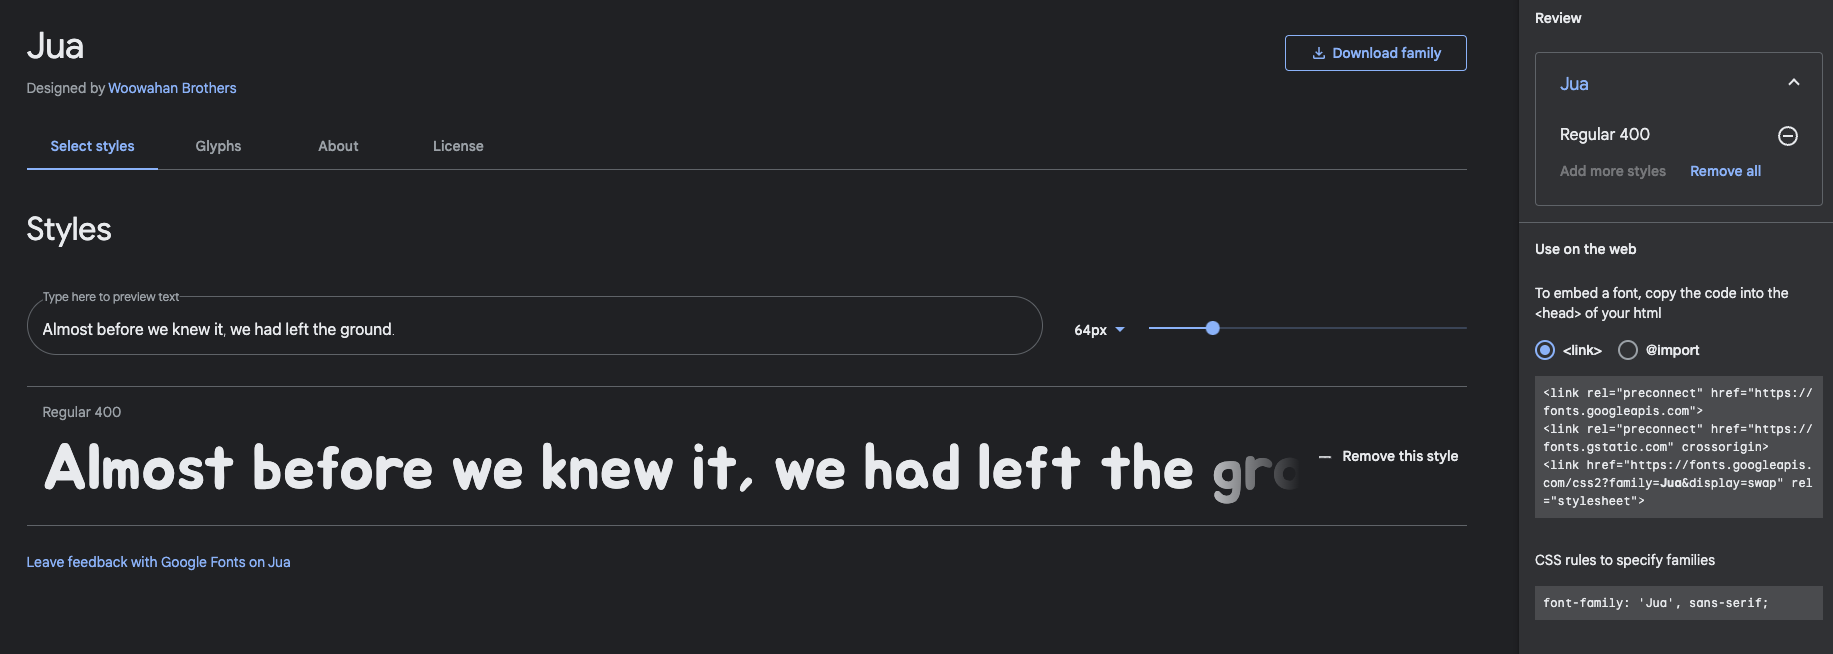 Jua
Designed by Woowahan Brothers
Download family
Select styles
Glyphs
About
License
Styles
Type here to preview text
Almost before we knew it, we had left the ground.
64px
Regular 400
Almost before we knew it, we had left the gro
Remove this style
Leave feedback with Google Fonts on Jua
Review
Jua
Regular 400
Add more styles
Remove all
Use on the web
To embed a font, copy the code into the
<head> of your html
<link>
@import
<link rel="preconnect" href="https://
fonts.googleapis.com">
<link rel="preconnect" href="https://
fonts.gstatic.com" crossorigin>
<link href="https://fonts.googleapis.
com/css2?family=Jua&display=swap" rel
="stylesheet">
CSS rules to specify families
font-family: 'Jua', sans-serif;